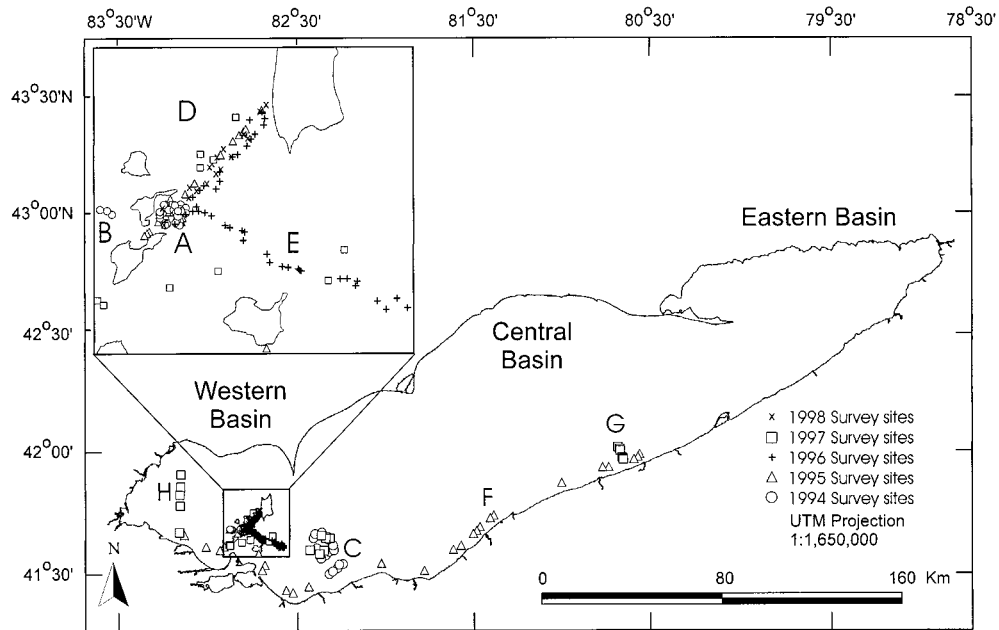 83°30'W
82°30'
81°30'
80°30'
79°30'
78°30'
43°30'N
43°00'
42°30'
42°00'
41°30'
D
B
A
E
Eastern Basin
Central
Basin
Western
Basin
H
C
G
F
N
× 1998 Survey sites
□ 1997 Survey sites
+ 1996 Survey sites
△ 1995 Survey sites
○ 1994 Survey sites
UTM Projection
1:1,650,000
0 80 160 Km